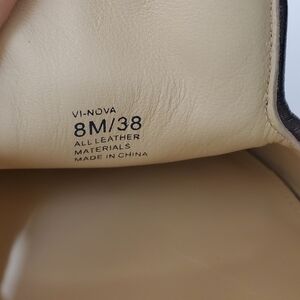 VI-NOVA
8M/38
ALL LEATHER
MATERIALS
MADE IN CHINA